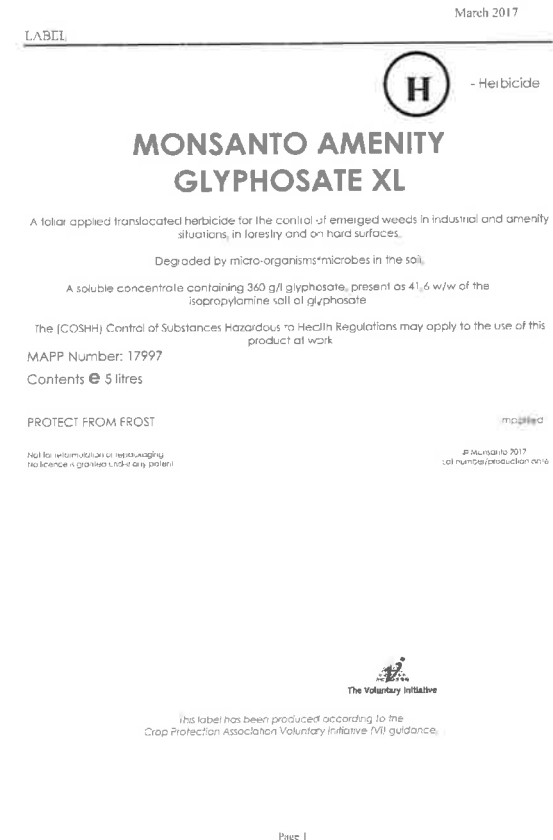 March 2017
LABEL
H
- Herbicide
MONSANTO AMENITY
GLYPHOSATE XL
A foliar applied translocated herbicide for the control of emerged weeds in industrial and amenity
situations, in forestry and on hard surfaces.
Degraded by micro-organisms*microbes in the soil.
A soluble concentrate containing 360 g/l glyphosate, present as 41.6 w/w of the
isopropylamine salt of glyphosate
The (COSHH) Control of Substances Hazardous to Health Regulations may apply to the use of this
product at work
MAPP Number: 17997
Contents e 5 litres
PROTECT FROM FROST
Not for reformulation or repackaging
No licence is granted under any patent
Monsanto 2017
number/production
The Voluntary Initiative
This label has been produced according to the
Crop Protection Association Voluntary Initiative (VI) guidance.
Page 1